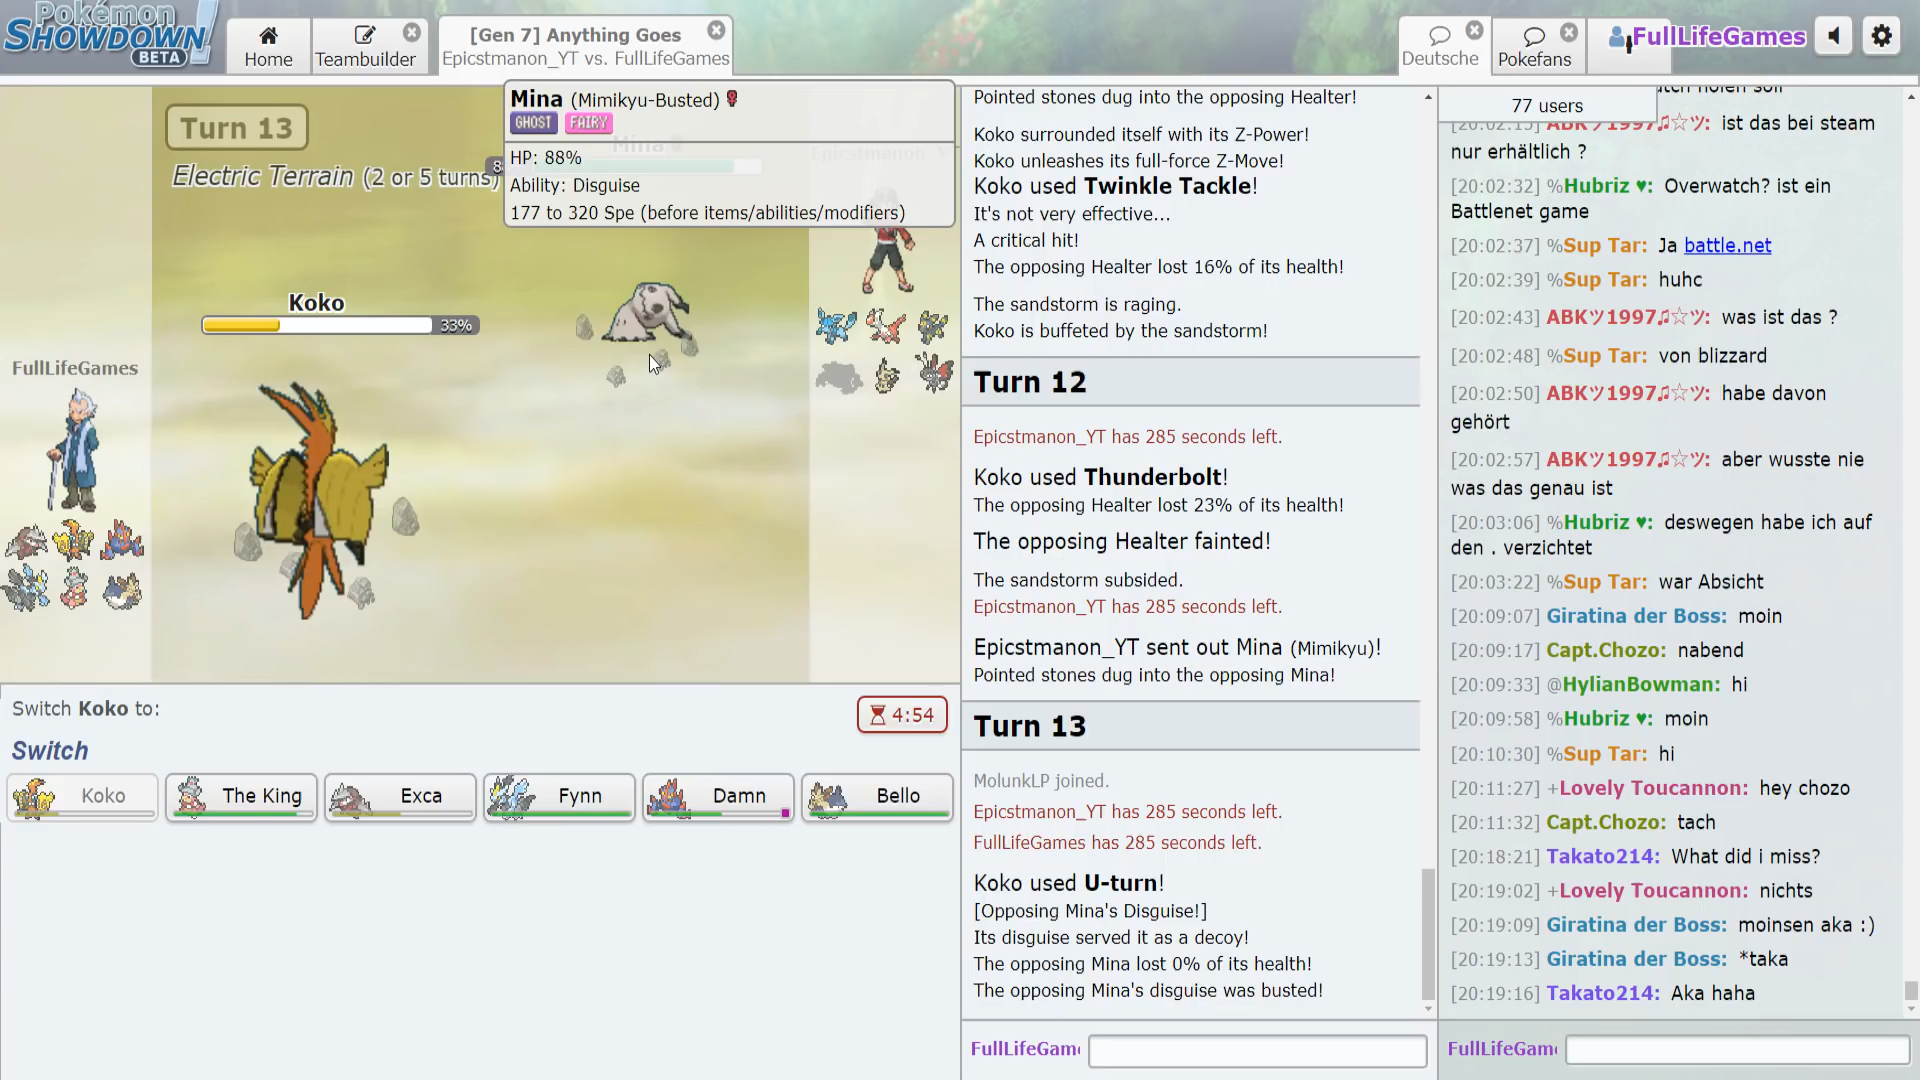 Pokémon
SHOWDOWN!
BETA
Home
Teambuilder
[Gen 7] Anything Goes
Epicstmanon_YT vs. FullLifeGames
Deutsche
Pokefans
FullLifeGames
Turn 13
Electric Terrain (2 or 5 turns)
Mina (Mimikyu-Busted)
GHOST FAIRY
HP: 88%
Ability: Disguise
177 to 320 Spe (before items/abilities/modifiers)
Koko
33%
FullLifeGames
Switch Koko to:
4:54
Switch
Koko
The King
Exca
Fynn
Damn
Bello
Pointed stones dug into the opposing Healter!
Koko surrounded itself with its Z-Power!
Koko unleashes its full-force Z-Move!
Koko used Twinkle Tackle!
It's not very effective...
A critical hit!
The opposing Healter lost 16% of its health!
The sandstorm is raging.
Koko is buffeted by the sandstorm!
Turn 12
Epicstmanon_YT has 285 seconds left.
Koko used Thunderbolt!
The opposing Healter lost 23% of its health!
The opposing Healter fainted!
The sandstorm subsided.
Epicstmanon_YT has 285 seconds left.
Epicstmanon_YT sent out Mina (Mimikyu)!
Pointed stones dug into the opposing Mina!
Turn 13
MolunkLP joined.
Epicstmanon_YT has 285 seconds left.
FullLifeGames has 285 seconds left.
Koko used U-turn!
[Opposing Mina's Disguise!]
Its disguise served it as a decoy!
The opposing Mina lost 0% of its health!
The opposing Mina's disguise was busted!
FullLifeGam
77 users
[20:02:15] ABKツ1997♫☆ツ: ist das bei steam
nur erhältlich ?
[20:02:32] %Hubriz ♥: Overwatch? ist ein
Battlenet game
[20:02:37] %Sup Tar: Ja battle.net
[20:02:39] %Sup Tar: huhc
[20:02:43] ABKツ1997♫☆ツ: was ist das ?
[20:02:48] %Sup Tar: von blizzard
[20:02:50] ABKツ1997♫☆ツ: habe davon
gehört
[20:02:57] ABKツ1997♫☆ツ: aber wusste nie
was das genau ist
[20:03:06] %Hubriz ♥: deswegen habe ich auf
den . verzichtet
[20:03:22] %Sup Tar: war Absicht
[20:09:07] Giratina der Boss: moin
[20:09:17] Capt.Chozo: nabend
[20:09:33] @HylianBowman: hi
[20:09:58] %Hubriz ♥: moin
[20:10:30] %Sup Tar: hi
[20:11:27] +Lovely Toucannon: hey chozo
[20:11:32] Capt.Chozo: tach
[20:18:21] Takato214: What did i miss?
[20:19:02] +Lovely Toucannon: nichts
[20:19:09] Giratina der Boss: moinsen aka :)
[20:19:13] Giratina der Boss: *taka
[20:19:16] Takato214: Aka haha
FullLifeGam